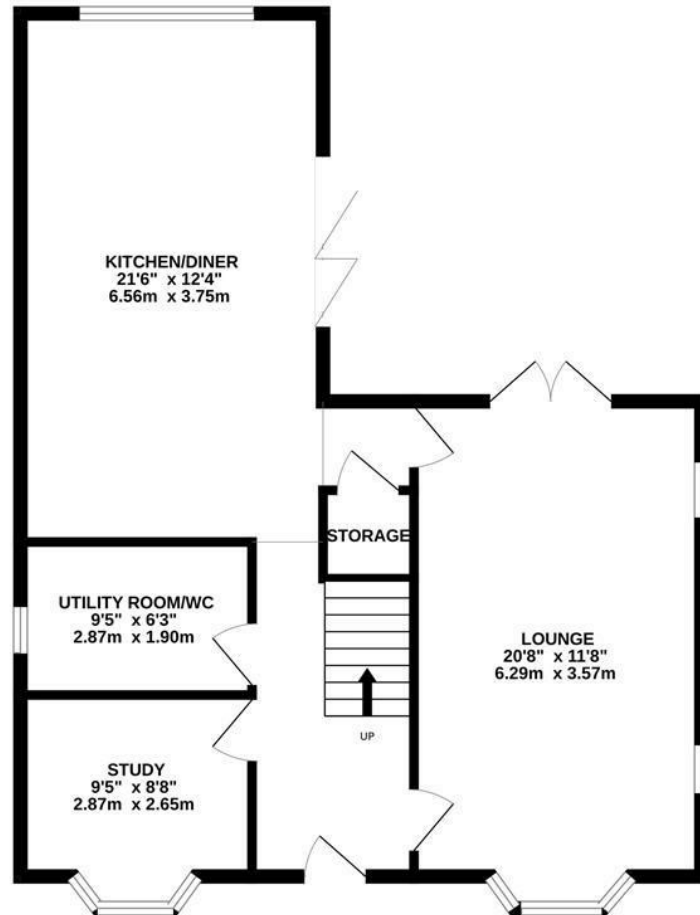 KITCHEN/DINER
21'6" x 12'4"
6.56m x 3.75m
STORAGE
UTILITY ROOM/WC
9'5" x 6'3"
2.87m x 1.90m
LOUNGE
20'8" x 11'8"
6.29m x 3.57m
UP
STUDY
9'5" x 8'8"
2.87m x 2.65m